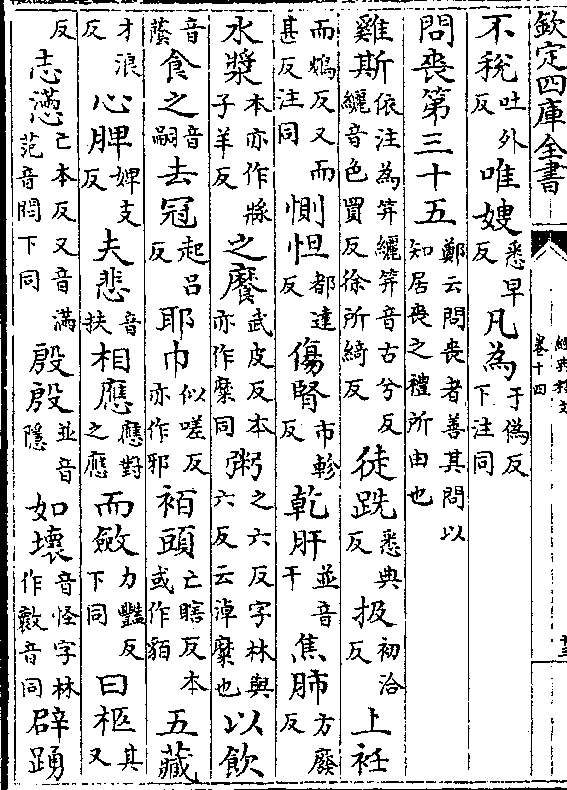 欽定四庫全書
經典釋文
卷十四
十三
不稅吐外反唯嫂悉早反凡為于偽反下注同
問喪第三十五鄭云問喪者善其問以知居喪之禮所由也
雞斯依注為笄纚笄音古兮反纚音色買反徐所綺反徒跣悉典反扱初洽反上衽
而鴆反又而甚反注同惻怛都達反傷腎市軫反乾肝並音干焦肺方廢反
水漿本亦作將子羊反之糜武皮反本亦作糜同粥之六反字林與六反云淖糜也以飲
音蔭食之音嗣去冠起呂反耶巾似嗟反亦作邪袹頭亡瞎反本或作貊五藏
才浪反心脾婢支反夫悲音扶相應應對之應而斂力豔反下同曰柩其又
反志懣亡本反又音滿范音悶下同殷殷並音隱如壞音怪字林作𣀩音同辟踊